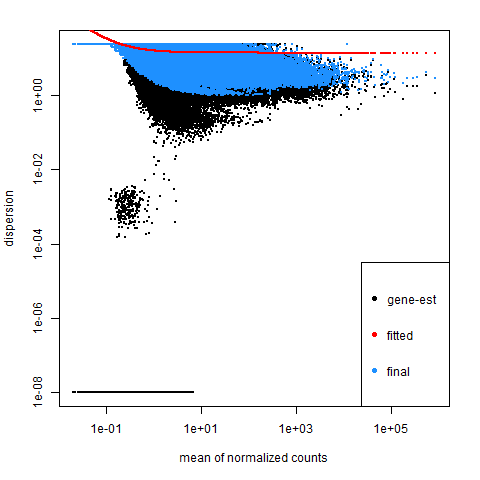 1e+00
1e-02
1e-04
1e-06
1e-08
dispersion
gene-est
fitted
final
1e-01 1e+01 1e+03 1e+05
mean of normalized counts